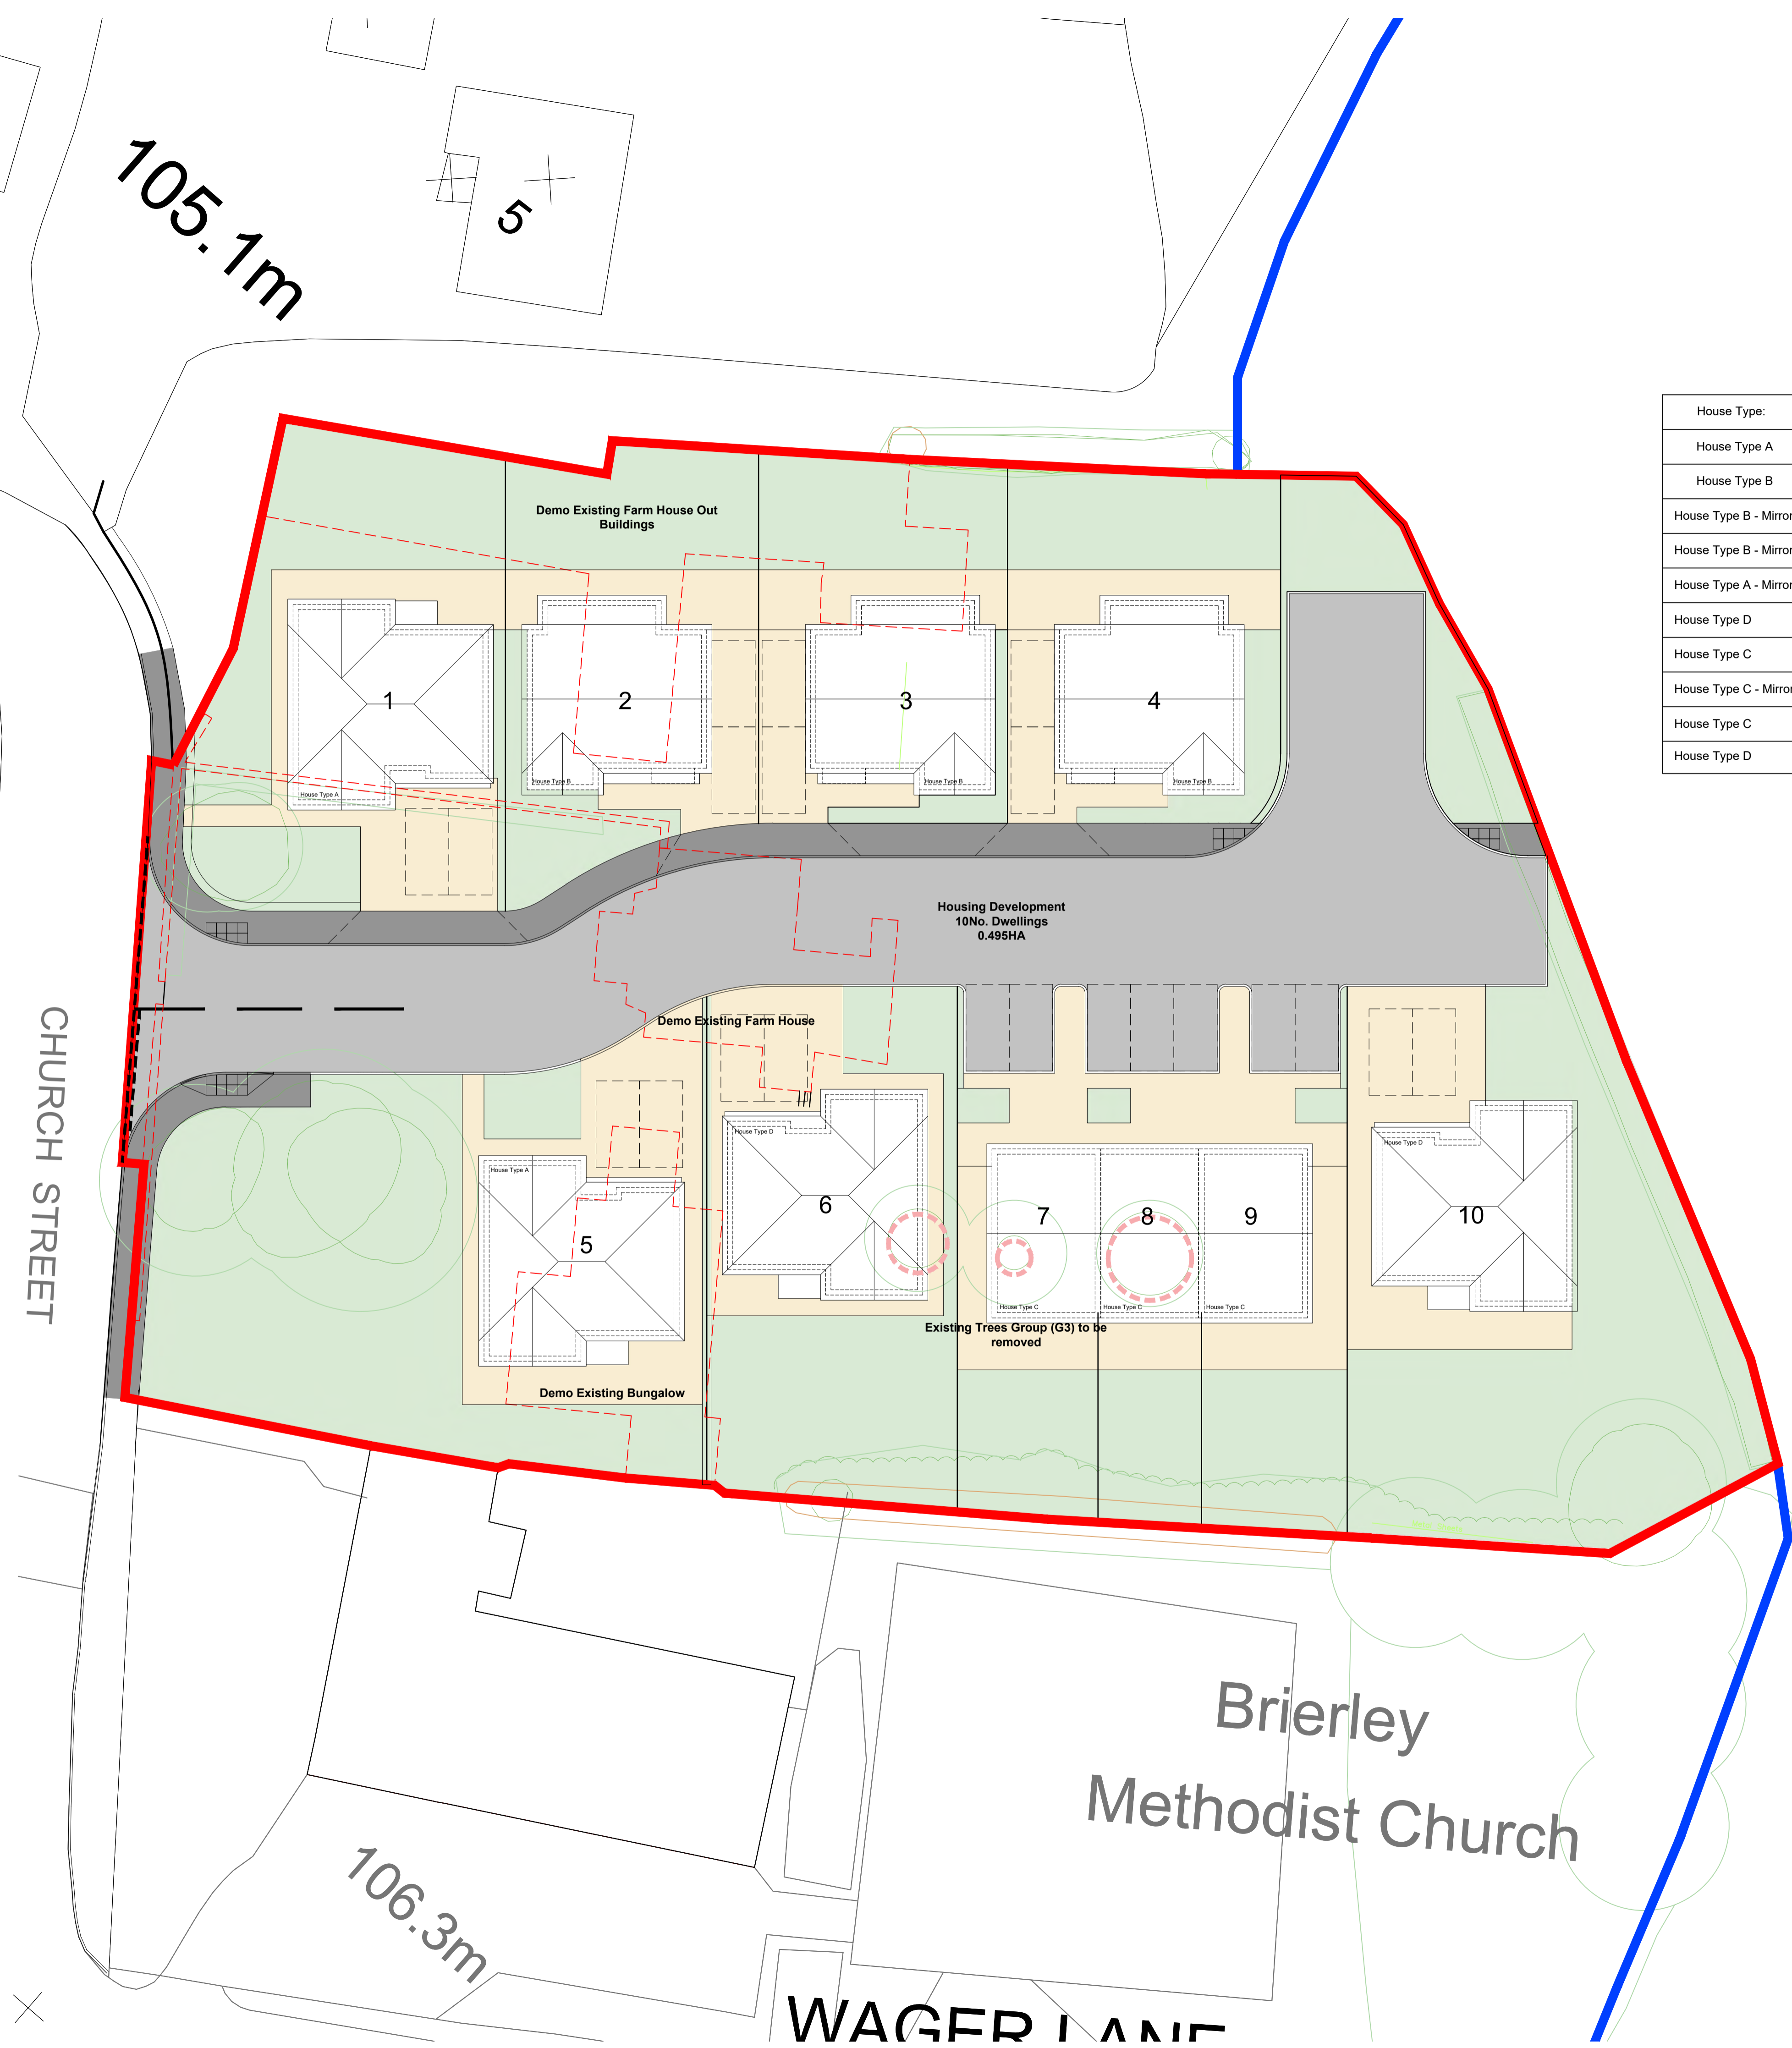 105.1m
5
House Type:
House Type A
House Type B
House Type B - Mirror
House Type B - Mirror
House Type A - Mirror
House Type D
House Type C
House Type C - Mirror
House Type C
House Type D
Demo Existing Farm House Out
Buildings
1
2
3
4
House Type A
House Type B
House Type B
House Type B
Housing Development
10No. Dwellings
0.495HA
CHURCH STREET
Demo Existing Farm House
House Type A
House Type D
House Type D
5
6
7
8
9
10
House Type C
House Type C
House Type C
Existing Trees Group (G3) to be
removed
Demo Existing Bungalow
Brierley
Methodist Church
106.3m
WAGER LANE